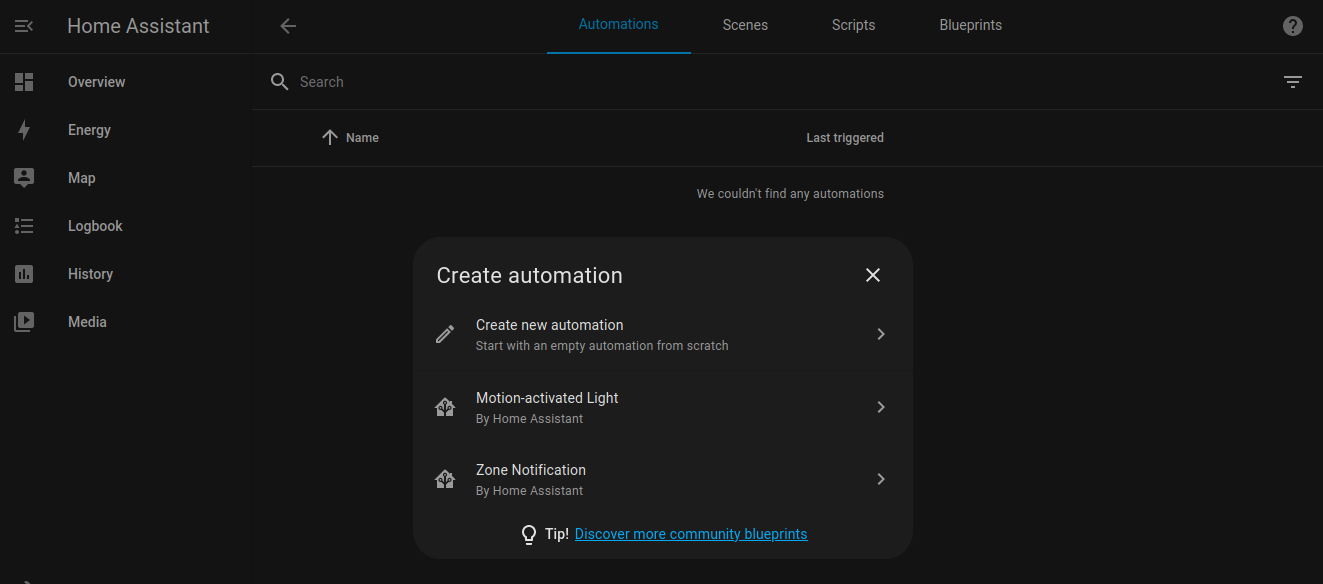 Home Assistant
Automations Scenes Scripts Blueprints
Overview
Energy
Map
Logbook
History
Media
Search
Name Last triggered
We couldn't find any automations
Create automation
Create new automation
Start with an empty automation from scratch
Motion-activated Light
By Home Assistant
Zone Notification
By Home Assistant
Tip! Discover more community blueprints